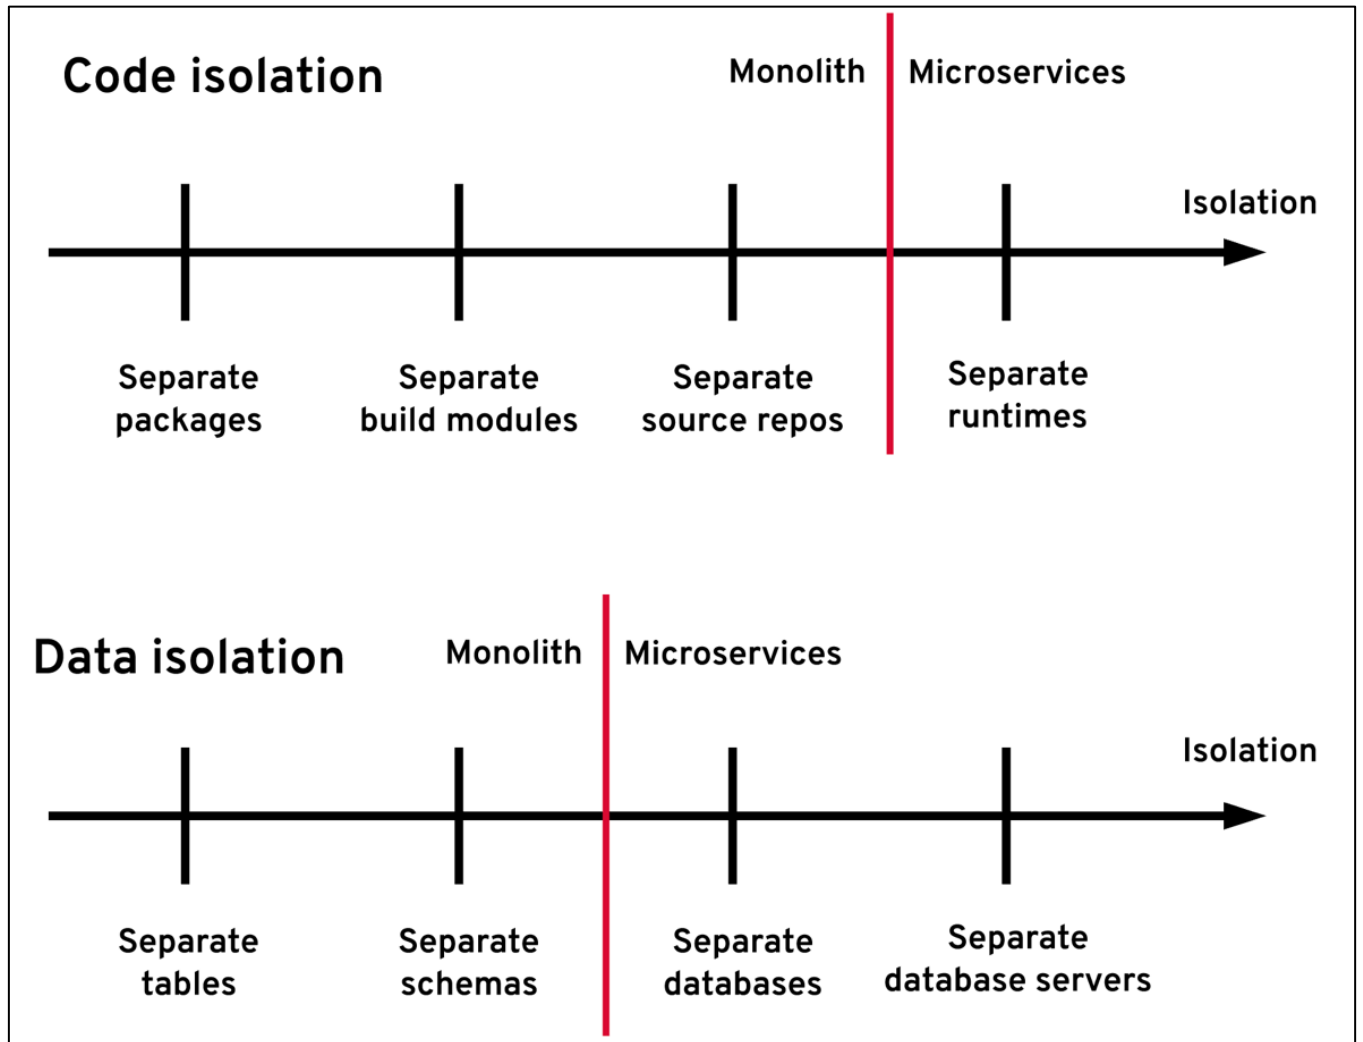 Code isolation
Monolith
Microservices
Isolation
Separate
packages
Separate
build modules
Separate
source repos
Separate
runtimes
Data isolation
Monolith
Microservices
Isolation
Separate
tables
Separate
schemas
Separate
databases
Separate
database servers